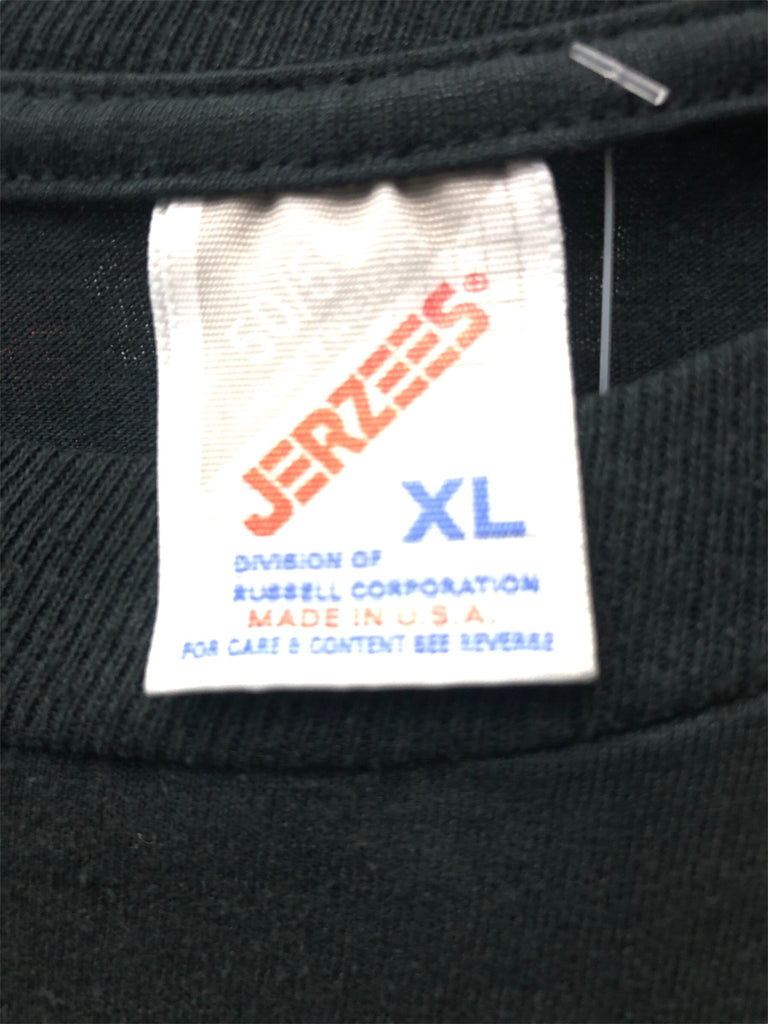 JERZEES®
XL
DIVISION OF
RUSSELL CORPORATION
MADE IN U.S.A.
FOR CARE & CONTENT SEE REVERSE